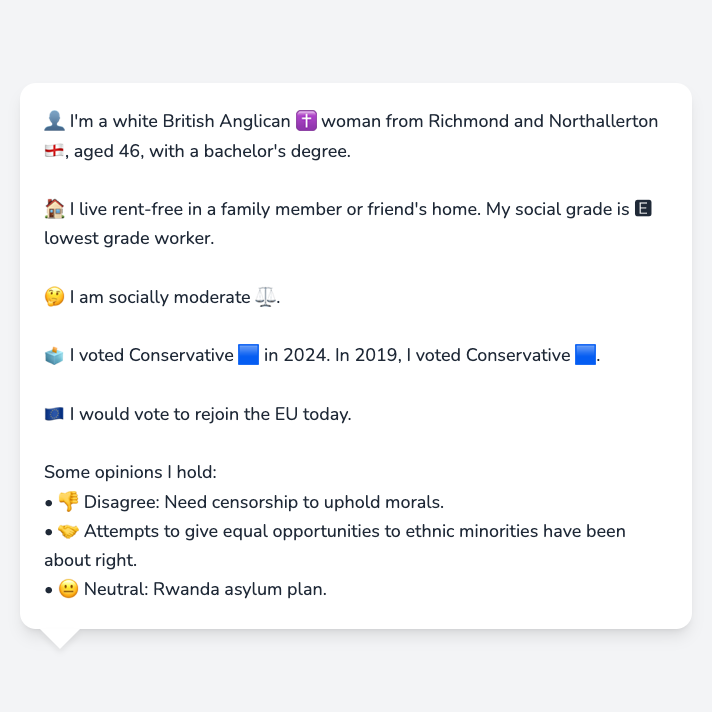 👤 I'm a white British Anglican ✝️ woman from Richmond and Northallerton
🏴󠁧󠁢󠁥󠁮󠁧󠁿, aged 46, with a bachelor's degree.
🏠 I live rent-free in a family member or friend's home. My social grade is E
lowest grade worker.
🤔 I am socially moderate ⚖️.
🗳️ I voted Conservative 🟦 in 2024. In 2019, I voted Conservative 🟦.
🇪🇺 I would vote to rejoin the EU today.
Some opinions I hold:
• 👎 Disagree: Need censorship to uphold morals.
• 🤝 Attempts to give equal opportunities to ethnic minorities have been
about right.
• 😐 Neutral: Rwanda asylum plan.